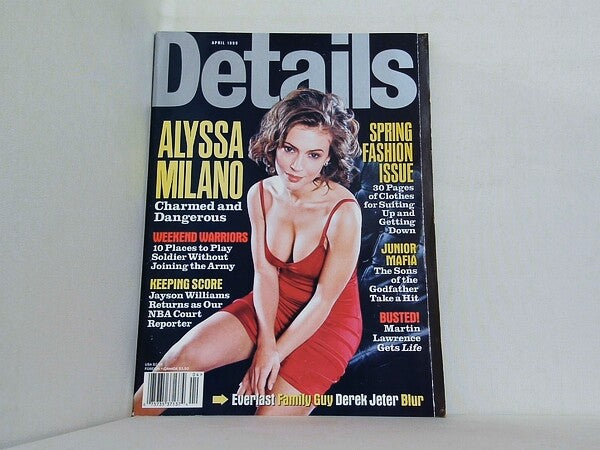 APRIL 1999
Details
ALYSSA
MILANO
Charmed and
Dangerous
WEEKEND WARRIORS
10 Places to Play
Soldier Without
Joining the Army
KEEPING SCORE
Jayson Williams
Returns as Our
NBA Court
Reporter
SPRING
FASHION
ISSUE
30 Pages
of Clothes
for Suiting
Up and
Getting
Down
JUNIOR
MAFIA
The Sons
of the
Godfather
Take a Hit
BUSTED!
Martin
Lawrence
Gets Life
04
Everlast Family Guy Derek Jeter Blur